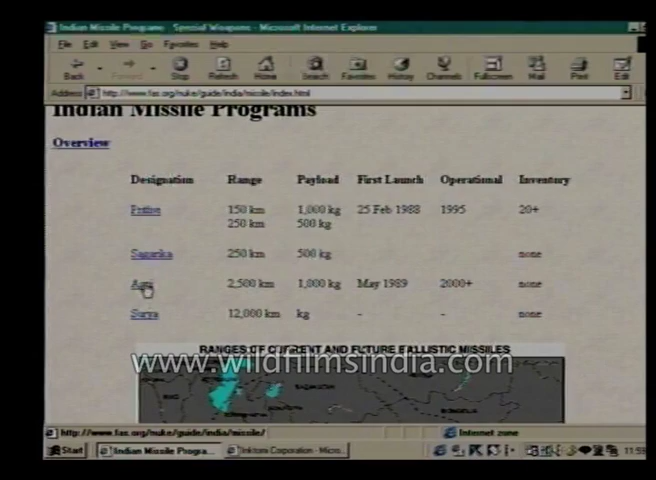 Indian Missile Programs - Special Weapons - Microsoft Internet Explorer
File Edit View Go Favorites Help
Back Forward Stop Refresh Home Search Favorites History Channels Fullscreen Mail Print Edit
Address http://www.fas.org/nuke/guide/india/missile/index.html
Indian Missile Programs
Overview
Designation Range Payload First Launch Operational Inventory
Prithvi 150 km 1,000 kg 25 Feb 1988 1995 20+
250 km 500 kg
Sagarika 250 km 500 kg none
Agni 2,500 km 1,000 kg May 1989 2000+ none
Surya 12,000 km kg - - none
RANGES OF CURRENT AND FUTURE BALLISTIC MISSILES
www.wildfilmsindia.com
IRAQ MONGOLIA
http://www.fas.org/nuke/guide/india/missile/ Internet zone
Start Indian Missile Progra... Inktomi Corporation - Micro...